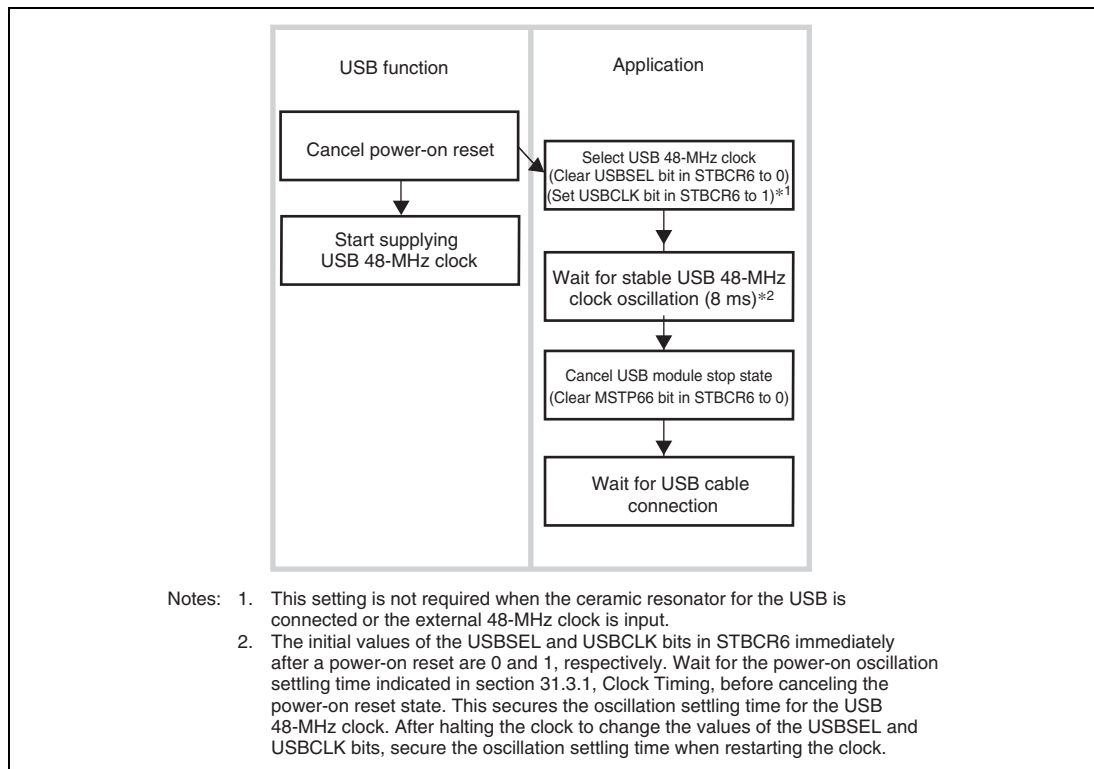 USB function
Application
Cancel power-on reset
Start supplying
USB 48-MHz clock
Select USB 48-MHz clock
(Clear USBSEL bit in STBCR6 to 0)
(Set USBCLK bit in STBCR6 to 1)*1
Wait for stable USB 48-MHz
clock oscillation (8 ms)*2
Cancel USB module stop state
(Clear MSTP66 bit in STBCR6 to 0)
Wait for USB cable
connection
Notes: 1. This setting is not required when the ceramic resonator for the USB is
connected or the external 48-MHz clock is input.
2. The initial values of the USBSEL and USBCLK bits in STBCR6 immediately
after a power-on reset are 0 and 1, respectively. Wait for the power-on oscillation
settling time indicated in section 31.3.1, Clock Timing, before canceling the
power-on reset state. This secures the oscillation settling time for the USB
48-MHz clock. After halting the clock to change the values of the USBSEL and
USBCLK bits, secure the oscillation settling time when restarting the clock.